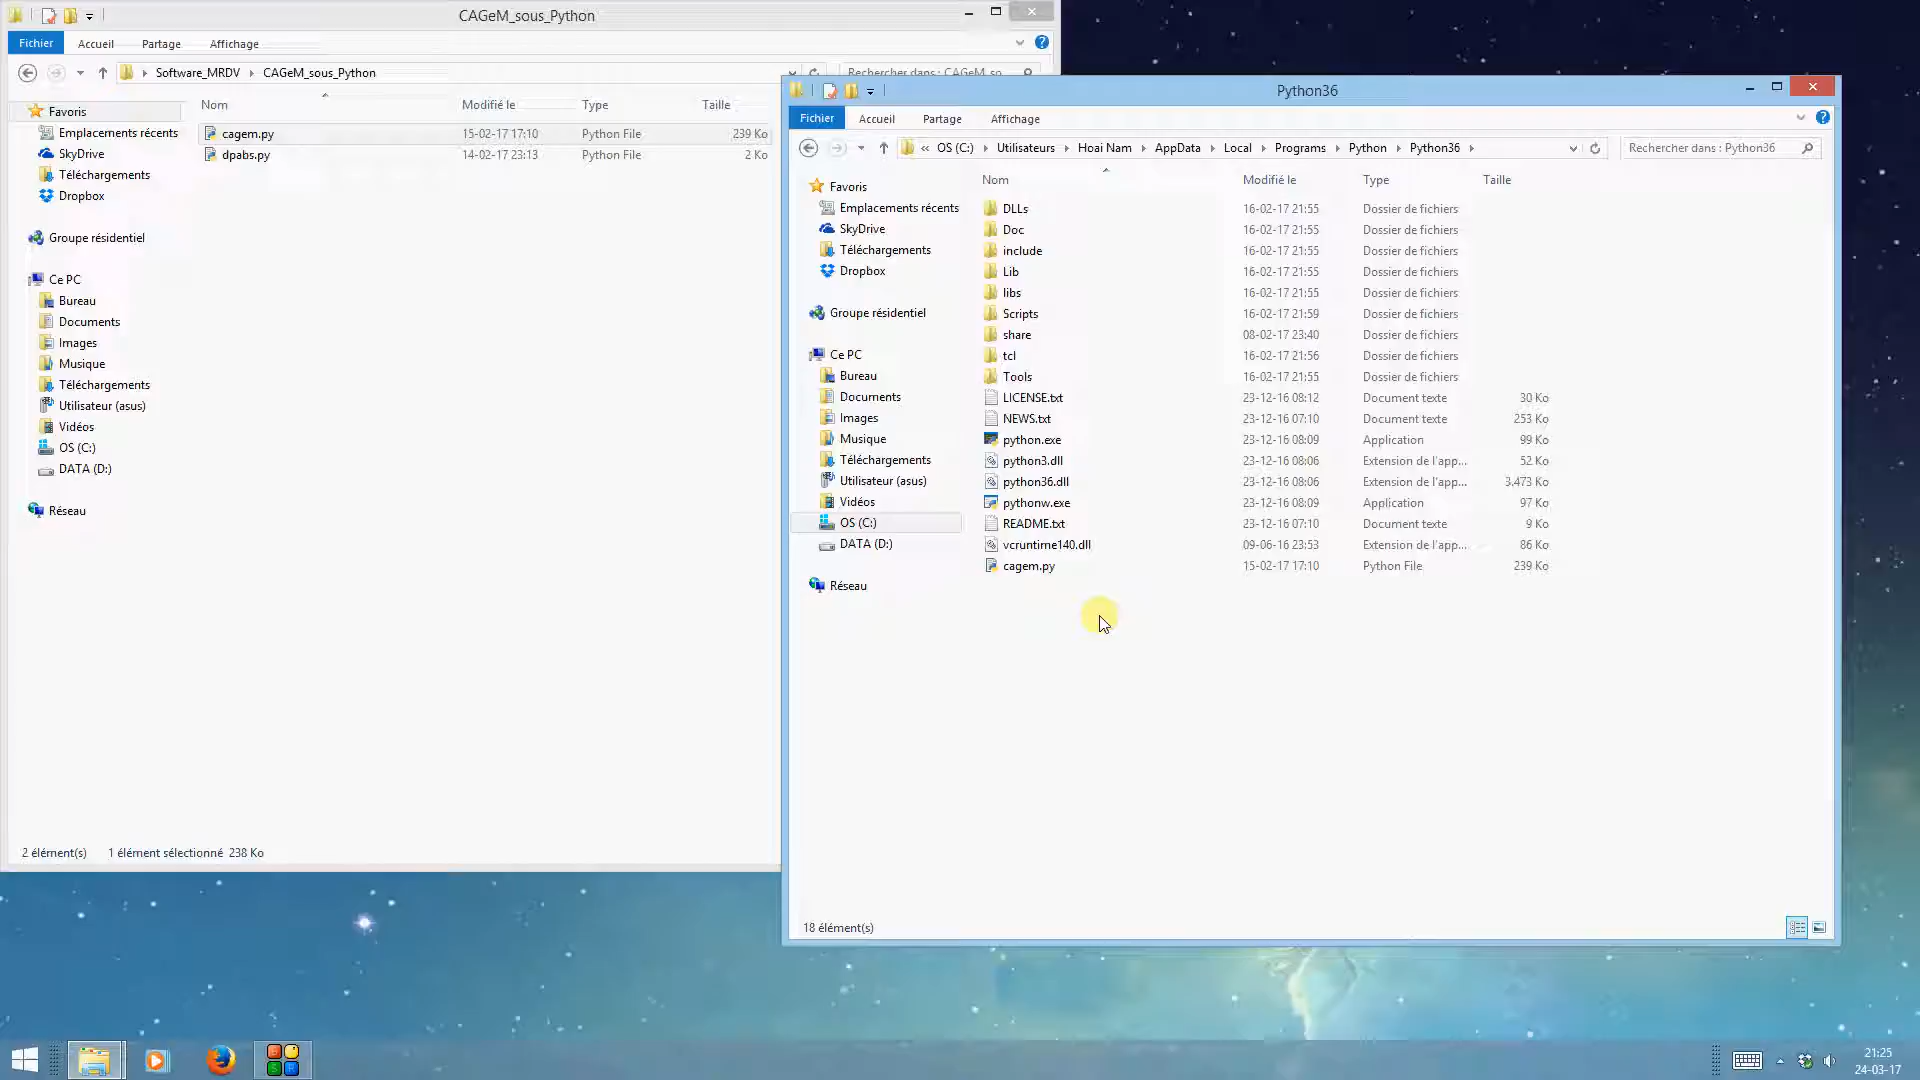 CAGeM_sous_Python
Fichier Accueil Partage Affichage
Software_MRDV CAGeM_sous_Python Rechercher dans : CAGeM_so
Nom Modifié le Type Taille
cagem.py 15-02-17 17:10 Python File 239 Ko
dpabs.py 14-02-17 23:13 Python File 2 Ko
Favoris
Emplacements récents
SkyDrive
Téléchargements
Dropbox
Groupe résidentiel
Ce PC
Bureau
Documents
Images
Musique
Téléchargements
Utilisateur (asus)
Vidéos
OS (C:)
DATA (D:)
Réseau
2 élément(s) 1 élément sélectionné 238 Ko
Python36
Fichier Accueil Partage Affichage
« OS (C:) Utilisateurs Hoai Nam AppData Local Programs Python Python36 Rechercher dans : Python36
Nom Modifié le Type Taille
Favoris
Emplacements récents
SkyDrive
Téléchargements
Dropbox
Groupe résidentiel
Ce PC
Bureau
Documents
Images
Musique
Téléchargements
Utilisateur (asus)
Vidéos
OS (C:)
DATA (D:)
Réseau
DLLs 16-02-17 21:55 Dossier de fichiers
Doc 16-02-17 21:55 Dossier de fichiers
include 16-02-17 21:55 Dossier de fichiers
Lib 16-02-17 21:55 Dossier de fichiers
libs 16-02-17 21:55 Dossier de fichiers
Scripts 16-02-17 21:59 Dossier de fichiers
share 08-02-17 23:40 Dossier de fichiers
tcl 16-02-17 21:56 Dossier de fichiers
Tools 16-02-17 21:55 Dossier de fichiers
LICENSE.txt 23-12-16 08:12 Document texte 30 Ko
NEWS.txt 23-12-16 07:10 Document texte 253 Ko
python.exe 23-12-16 08:09 Application 99 Ko
python3.dll 23-12-16 08:06 Extension de l'app... 52 Ko
python36.dll 23-12-16 08:06 Extension de l'app... 3.473 Ko
pythonw.exe 23-12-16 08:09 Application 97 Ko
README.txt 23-12-16 07:10 Document texte 9 Ko
vcruntime140.dll 09-06-16 23:53 Extension de l'app... 86 Ko
cagem.py 15-02-17 17:10 Python File 239 Ko
18 élément(s)
21:25
24-03-17